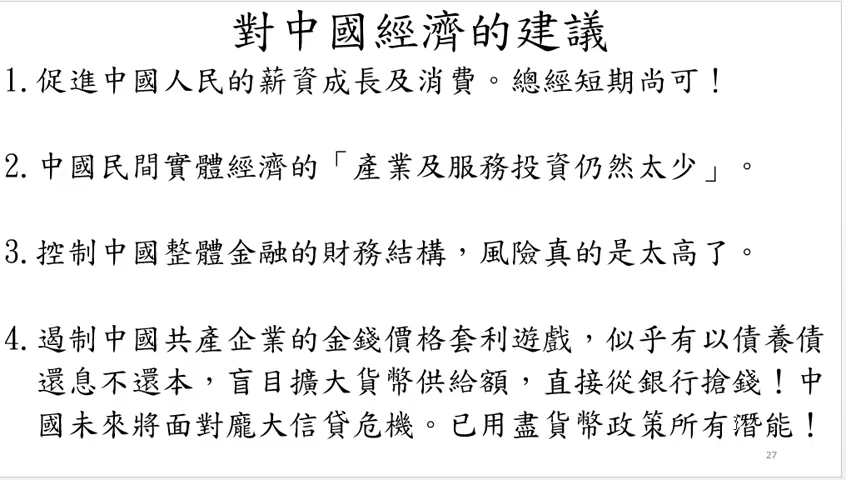 對中國經濟的建議
1.促進中國人民的薪資成長及消費。總經短期尚可！
2.中國民間實體經濟的「產業及服務投資仍然太少」。
3.控制中國整體金融的財務結構，風險真的是太高了。
4.遏制中國共產企業的金錢價格套利遊戲，似乎有以債養債
還息不還本，盲目擴大貨幣供給額，直接從銀行搶錢！中
國未來將面對龐大信貸危機。已用盡貨幣政策所有潛能！
27